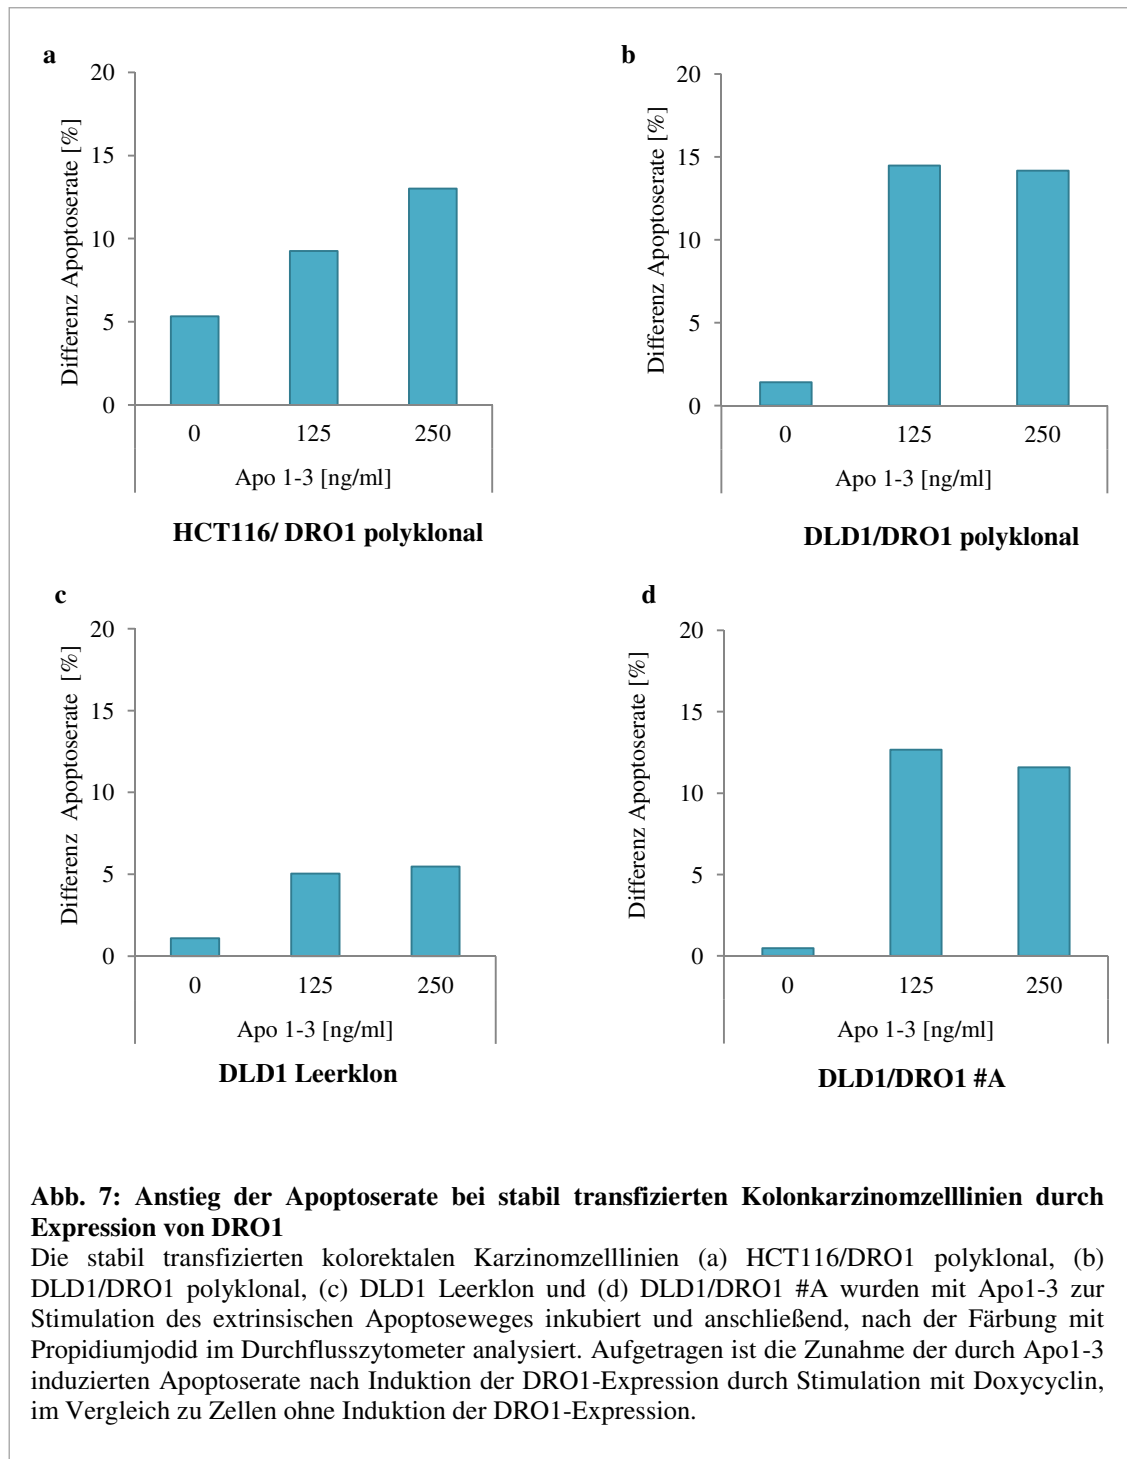 a
20
15
10
5
0
Differenz Apoptoserate [%]
0 125 250
Apo 1-3 [ng/ml]
HCT116/ DRO1 polyklonal
b
20
15
10
5
0
Differenz Apoptoserate [%]
0 125 250
Apo 1-3 [ng/ml]
DLD1/DRO1 polyklonal
c
20
15
10
5
0
Differenz Apoptoserate [%]
0 125 250
Apo 1-3 [ng/ml]
DLD1 Leerklon
d
20
15
10
5
0
Differenz Apoptoserate [%]
0 125 250
Apo 1-3 [ng/ml]
DLD1/DRO1 #A
Abb. 7: Anstieg der Apoptoserate bei stabil transfizierten Kolonkarzinomzelllinien durch
Expression von DRO1
Die stabil transfizierten kolorektalen Karzinomzelllinien (a) HCT116/DRO1 polyklonal, (b)
DLD1/DRO1 polyklonal, (c) DLD1 Leerklon und (d) DLD1/DRO1 #A wurden mit Apo1-3 zur
Stimulation des extrinsischen Apoptoseweges inkubiert und anschließend, nach der Färbung mit
Propidiumjodid im Durchflusszytometer analysiert. Aufgetragen ist die Zunahme der durch Apo1-3
induzierten Apoptoserate nach Induktion der DRO1-Expression durch Stimulation mit Doxycyclin,
im Vergleich zu Zellen ohne Induktion der DRO1-Expression.